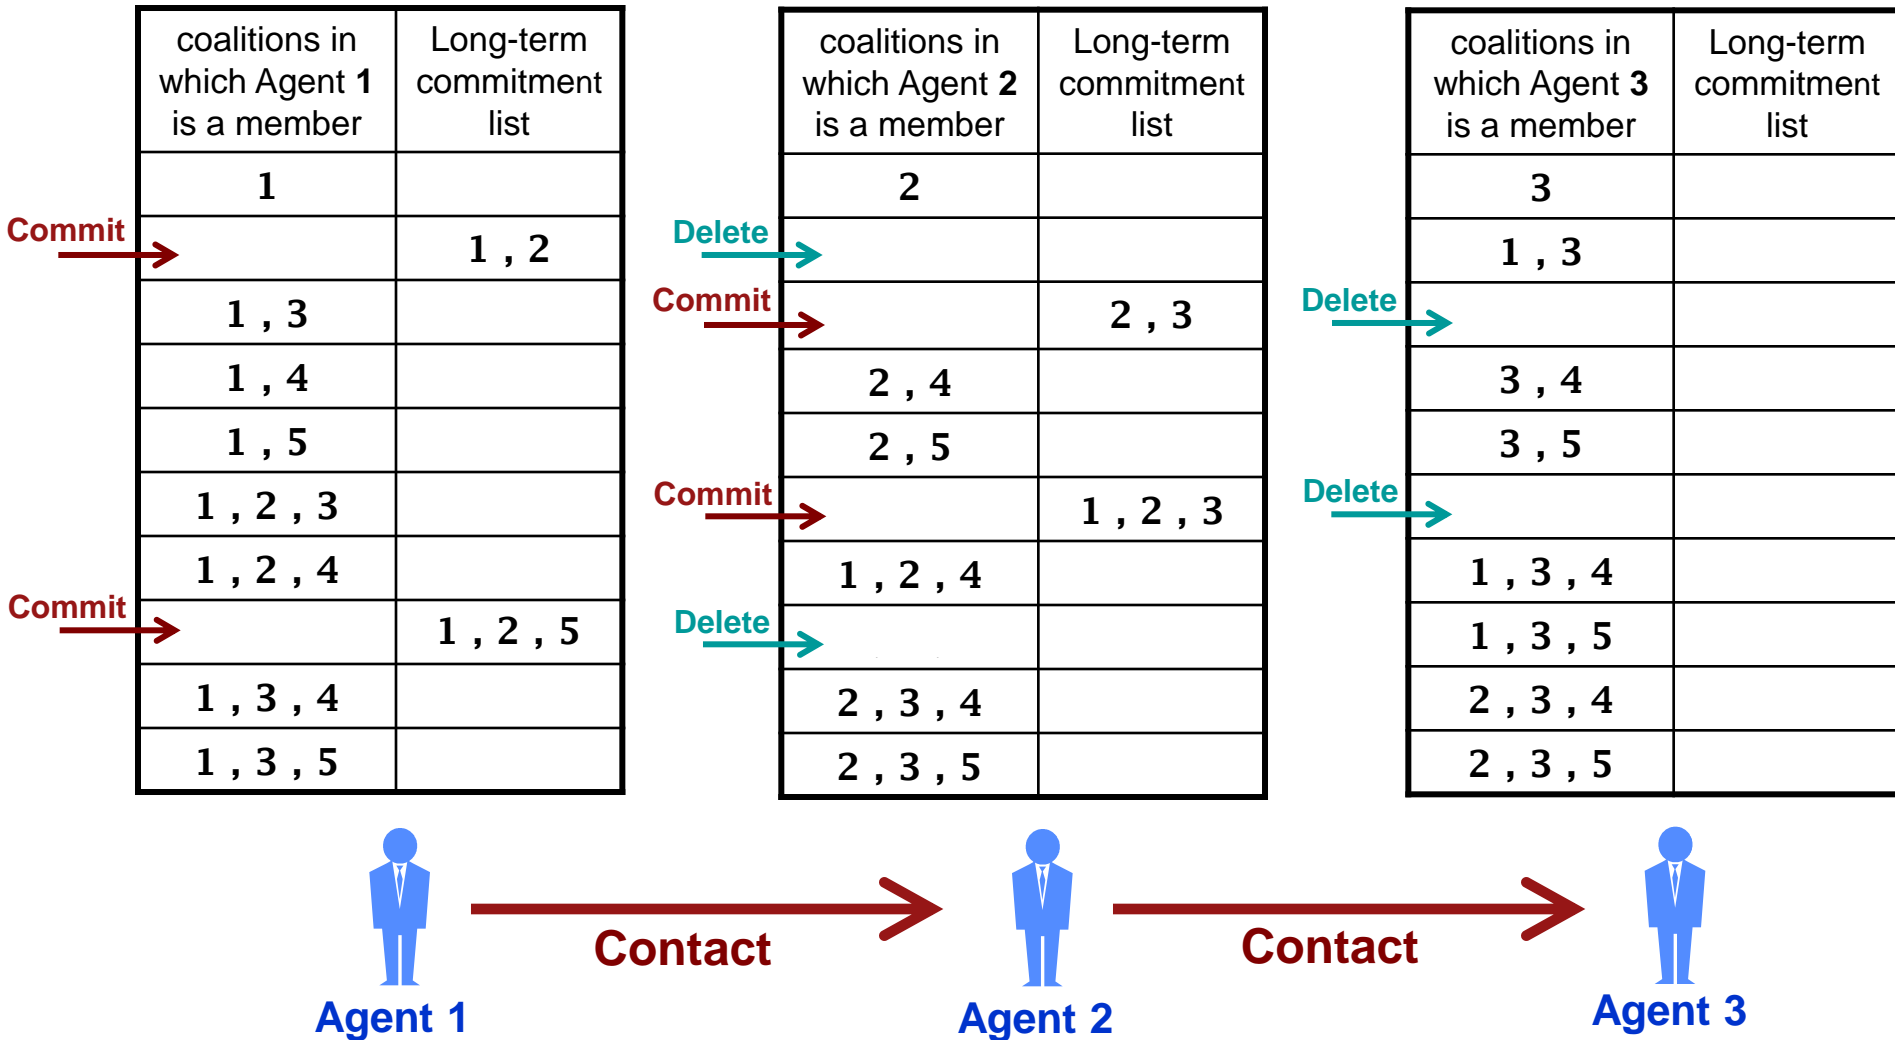 coalitions in
which Agent 1
is a member
Long-term
commitment
list
1
Commit
1 , 2
1 , 3
1 , 4
1 , 5
1 , 2 , 3
1 , 2 , 4
Commit
1 , 2 , 5
1 , 3 , 4
1 , 3 , 5
coalitions in
which Agent 2
is a member
Long-term
commitment
list
2
Delete
Commit
2 , 3
2 , 4
2 , 5
Commit
1 , 2 , 3
1 , 2 , 4
Delete
2 , 3 , 4
2 , 3 , 5
coalitions in
which Agent 3
is a member
Long-term
commitment
list
3
1 , 3
Delete
3 , 4
3 , 5
Delete
1 , 3 , 4
1 , 3 , 5
2 , 3 , 4
2 , 3 , 5
Contact
Contact
Agent 1
Agent 2
Agent 3